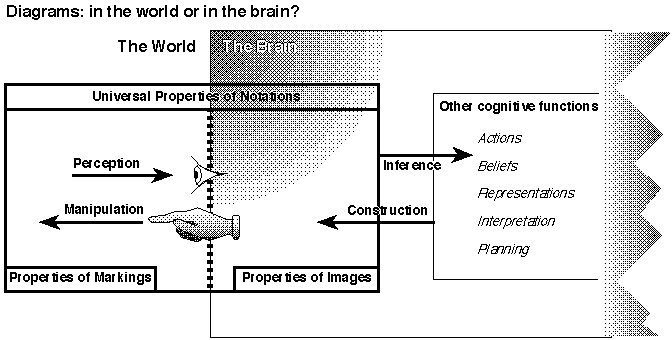 Diagrams: in the world or in the brain?
The World
The Brain
Universal Properties of Notations
Other cognitive functions
Actions
Perception
Inference
Beliefs
Representations
Manipulation
Construction
Interpretation
Planning
Properties of Markings
Properties of Images